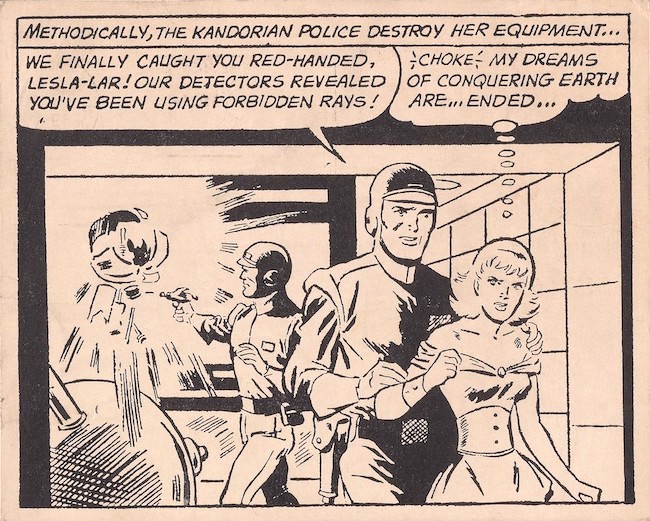 METHODICALLY, THE KANDORIAN POLICE DESTROY HER EQUIPMENT...
WE FINALLY CAUGHT YOU RED-HANDED,
LESLA-LAR! OUR DETECTORS REVEALED
YOU'VE BEEN USING FORBIDDEN RAYS!
CHOKE MY DREAMS
OF CONQUERING EARTH
ARE... ENDED...